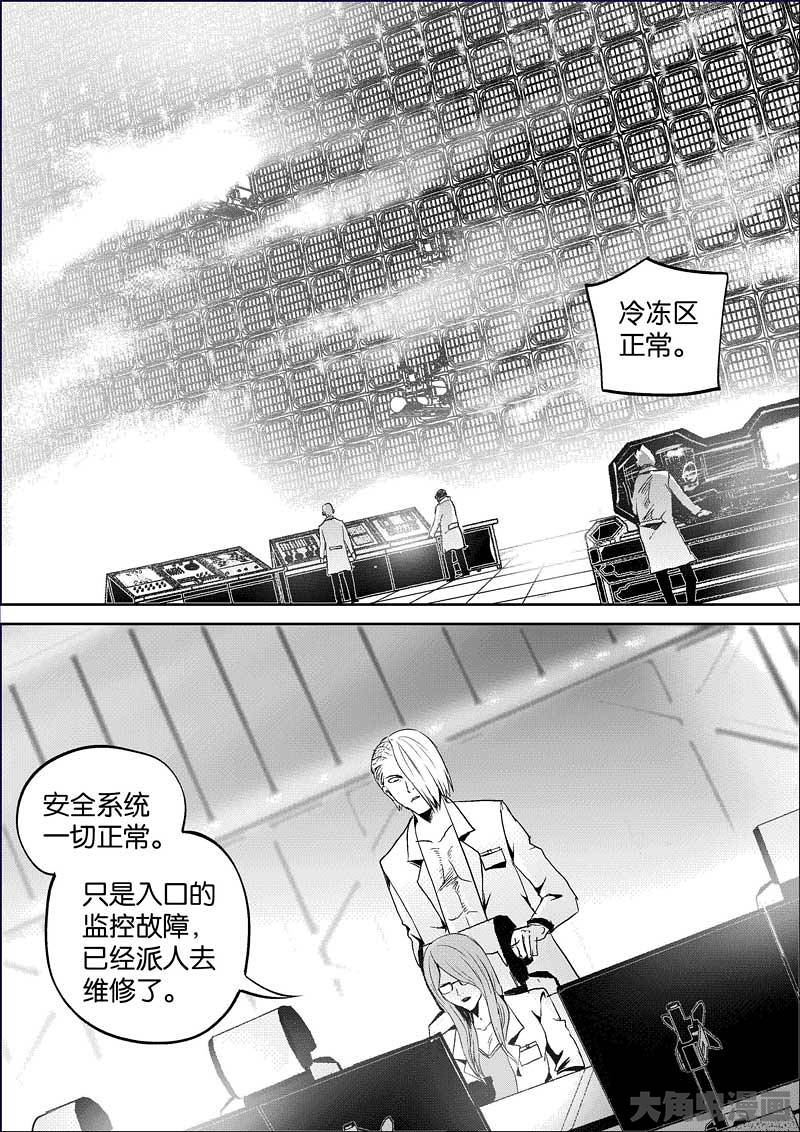 冷冻区
正常。
安全系统
一切正常。
只是入口的
监控故障，
已经派人去
维修了。
大角虫漫画